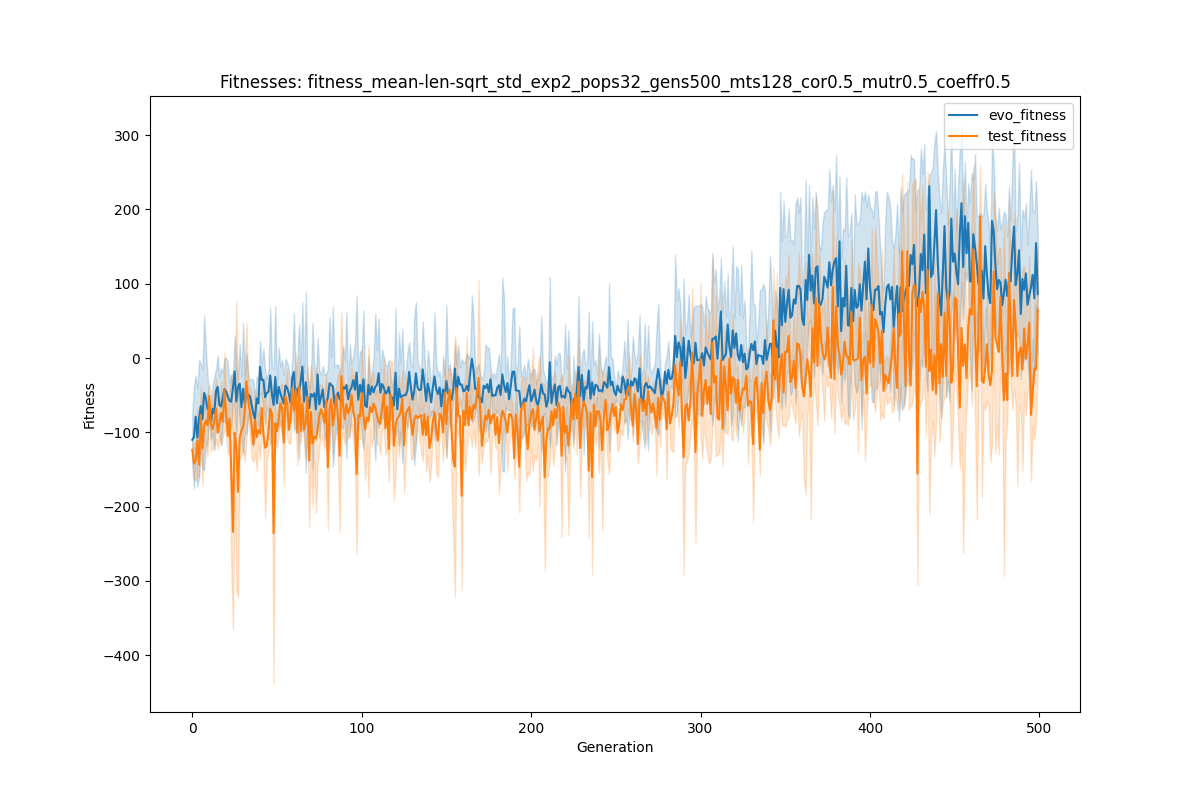 Fitnesses: fitness_mean-len-sqrt_std_exp2_pops32_gens500_mts128_cor0.5_mutr0.5_coeffr0.5
evo_fitness
test_fitness
300
200
100
0
−100
−200
−300
−400
Fitness
0 100 200 300 400 500
Generation